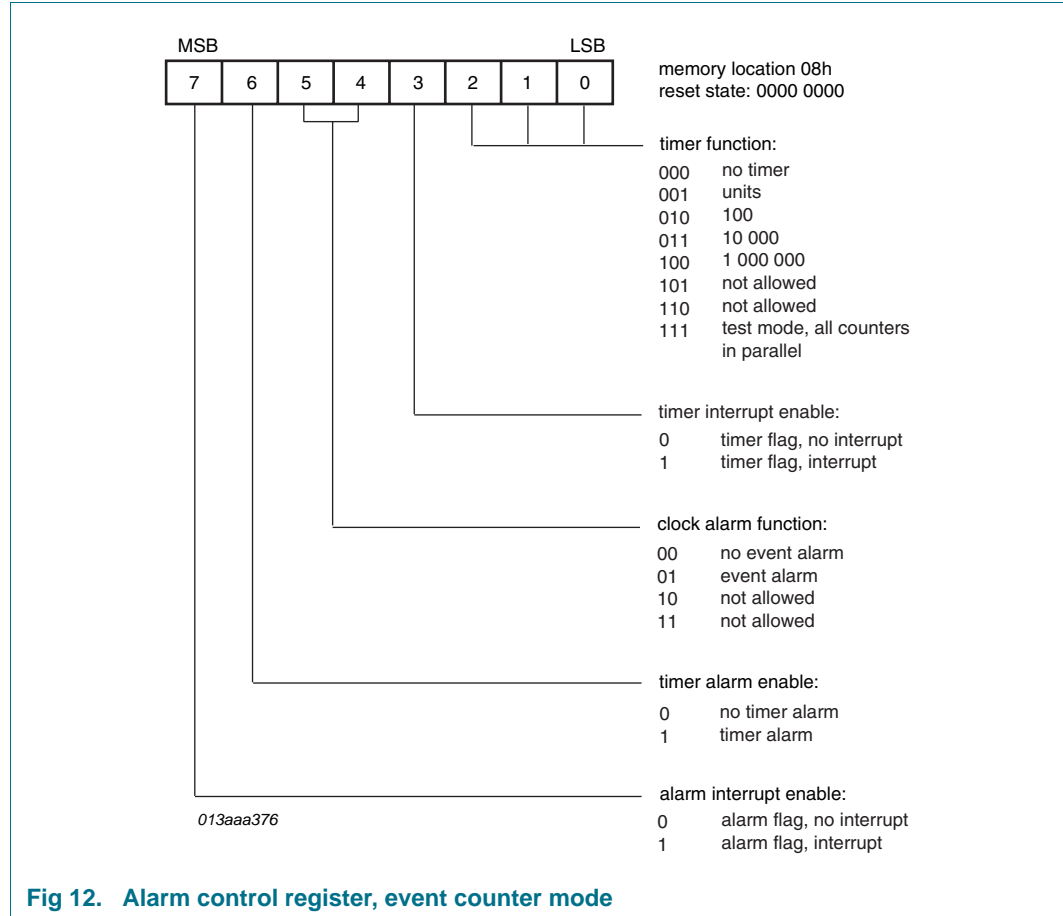 MSB LSB
7 6 5 4 3 2 1 0
memory location 08h
reset state: 0000 0000
timer function:
000 no timer
001 units
010 100
011 10 000
100 1 000 000
101 not allowed
110 not allowed
111 test mode, all counters
in parallel
timer interrupt enable:
0 timer flag, no interrupt
1 timer flag, interrupt
clock alarm function:
00 no event alarm
01 event alarm
10 not allowed
11 not allowed
timer alarm enable:
0 no timer alarm
1 timer alarm
alarm interrupt enable:
0 alarm flag, no interrupt
1 alarm flag, interrupt
013aaa376
Fig 12. Alarm control register, event counter mode